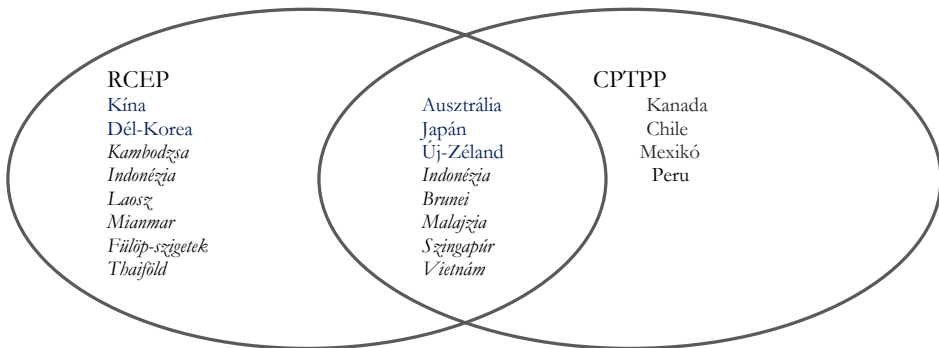 RCEP
Kína
Dél-Korea
Kambodzsa
Indonézia
Laosz
Mianmar
Fülöp-szigetek
Thaiföld
Ausztrália
Japán
Új-Zéland
Indonézia
Brunei
Malajzia
Szingapúr
Vietnám
CPTPP
Kanada
Chile
Mexikó
Peru